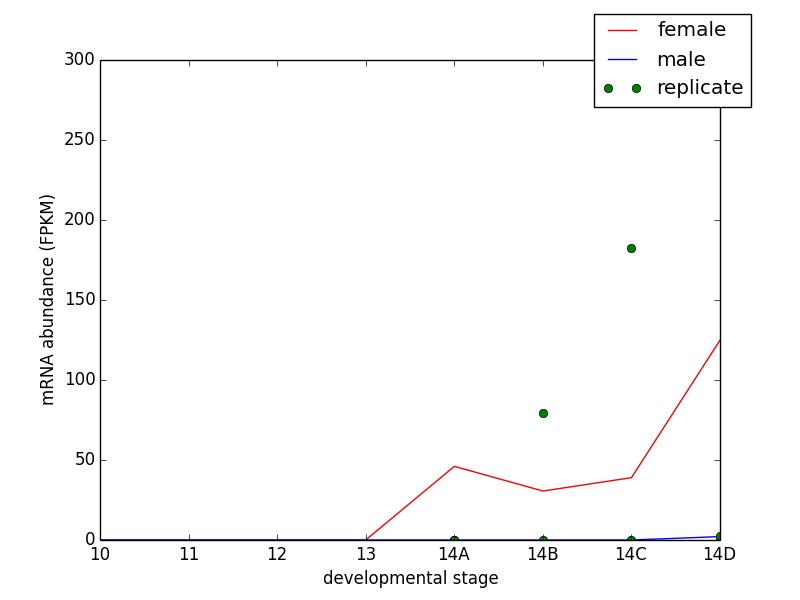 female
male
replicate
300
250
200
150
100
50
0
mRNA abundance (FPKM)
10 11 12 13 14A 14B 14C 14D
developmental stage